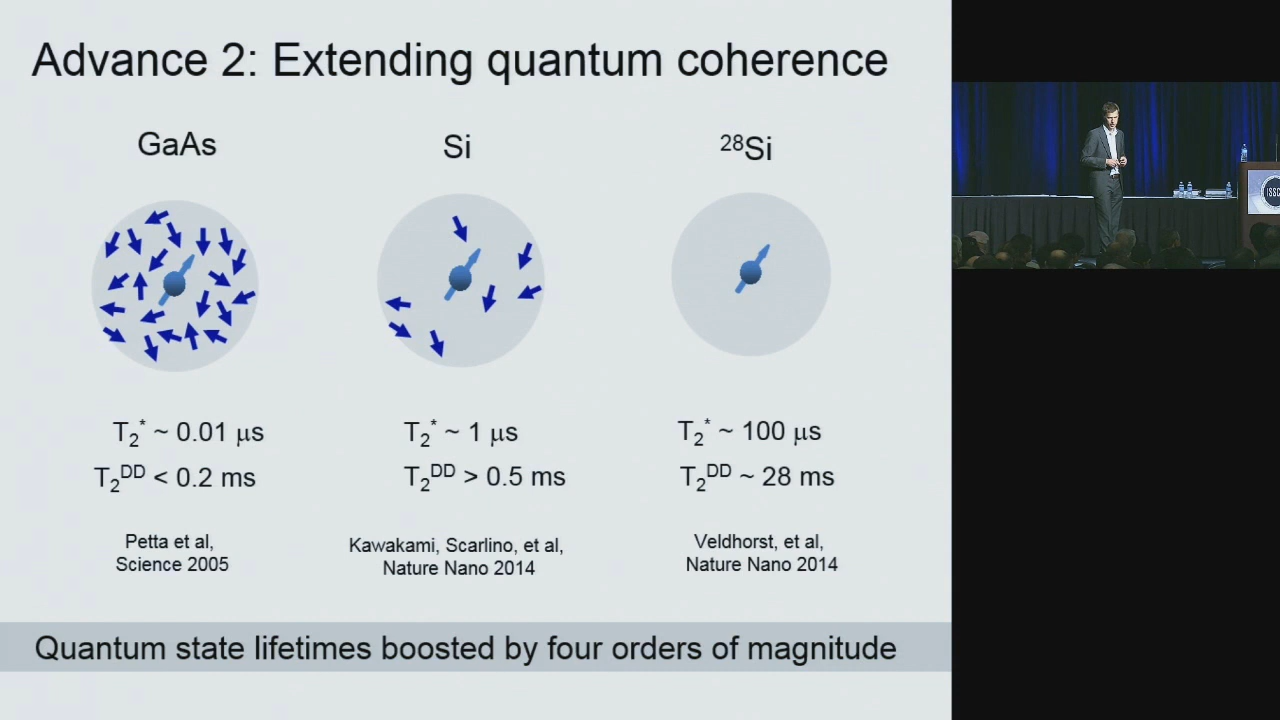 Advance 2: Extending quantum coherence
GaAs
Si
²⁸Si
T₂* ~ 0.01 μs
T₂* ~ 1 μs
T₂* ~ 100 μs
T₂ᴰᴰ < 0.2 ms
T₂ᴰᴰ > 0.5 ms
T₂ᴰᴰ ~ 28 ms
Petta et al,
Science 2005
Kawakami, Scarlino, et al,
Nature Nano 2014
Veldhorst, et al,
Nature Nano 2014
Quantum state lifetimes boosted by four orders of magnitude
ISSC